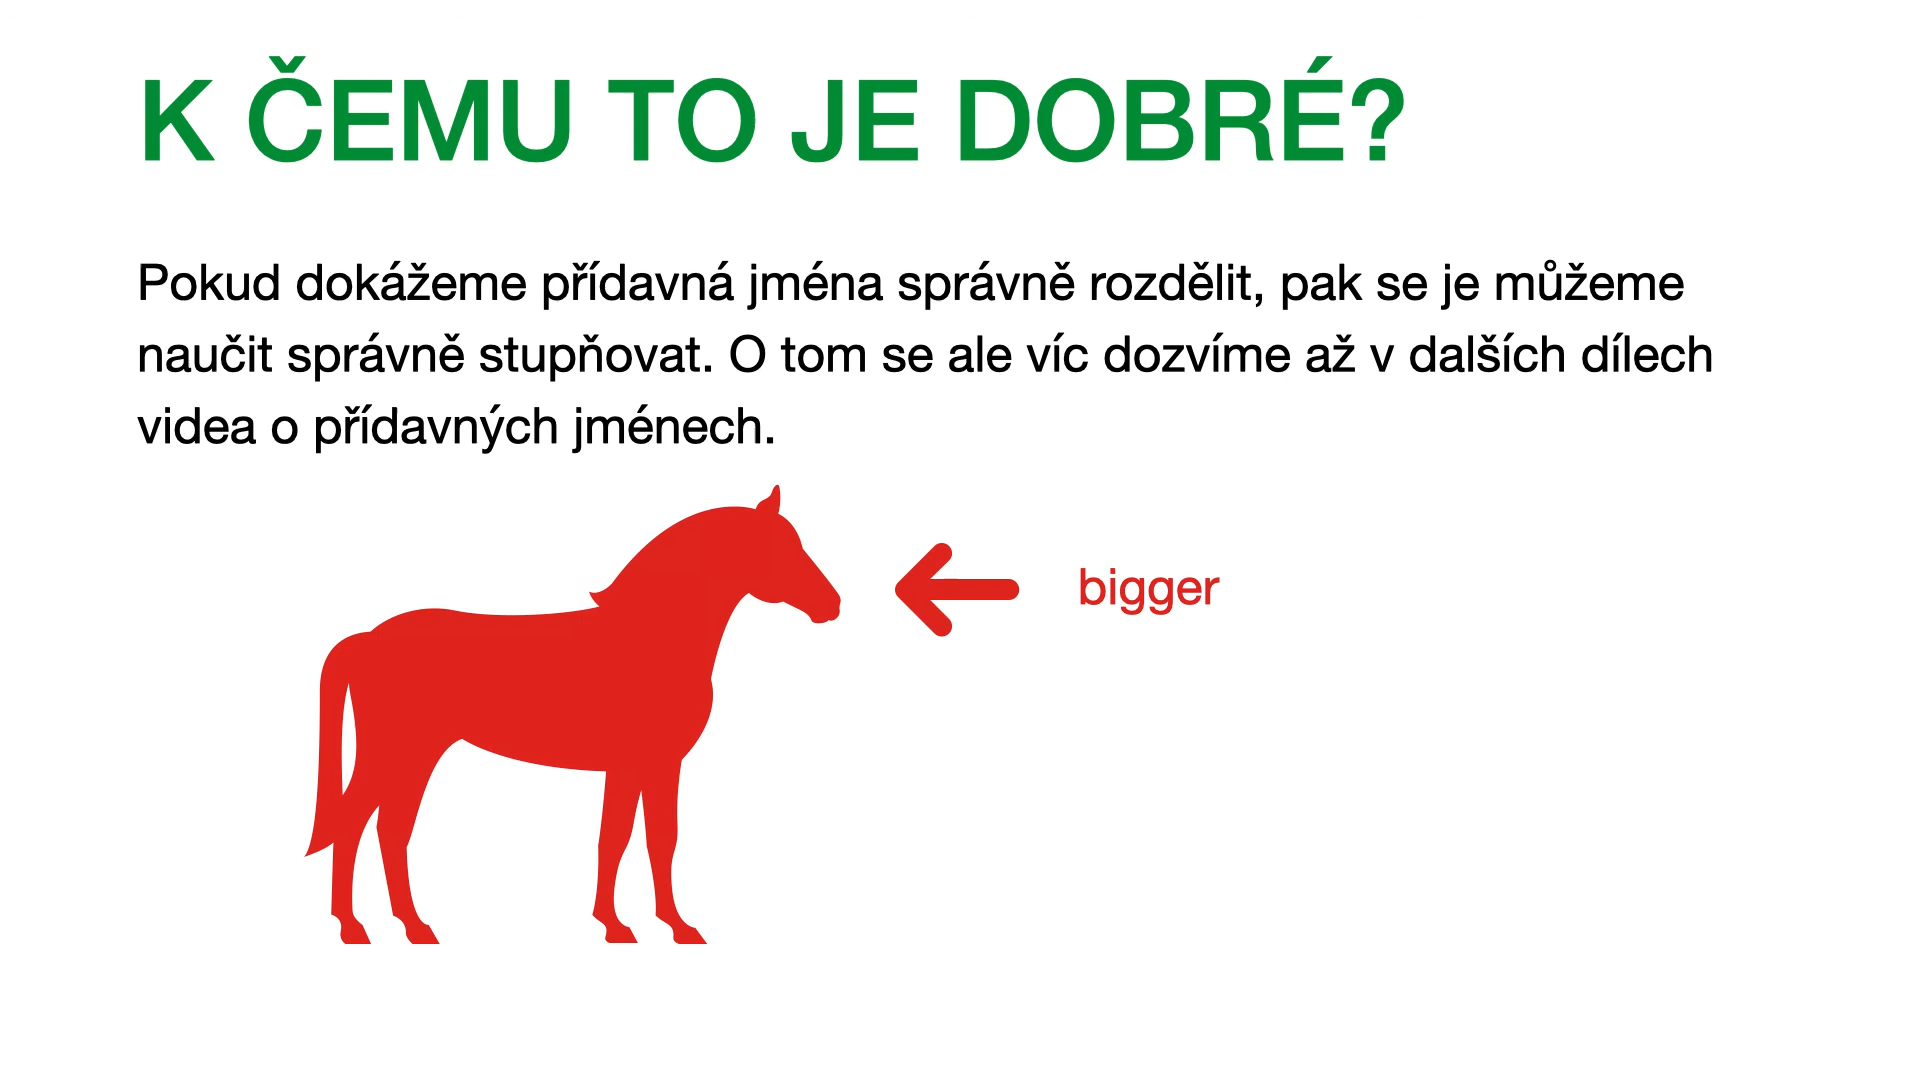 K ČEMU TO JE DOBRÉ?
Pokud dokážeme přídavná jména správně rozdělit, pak se je můžeme
naučit správně stupňovat. O tom se ale víc dozvíme až v dalších dílech
videa o přídavných jménech.
bigger